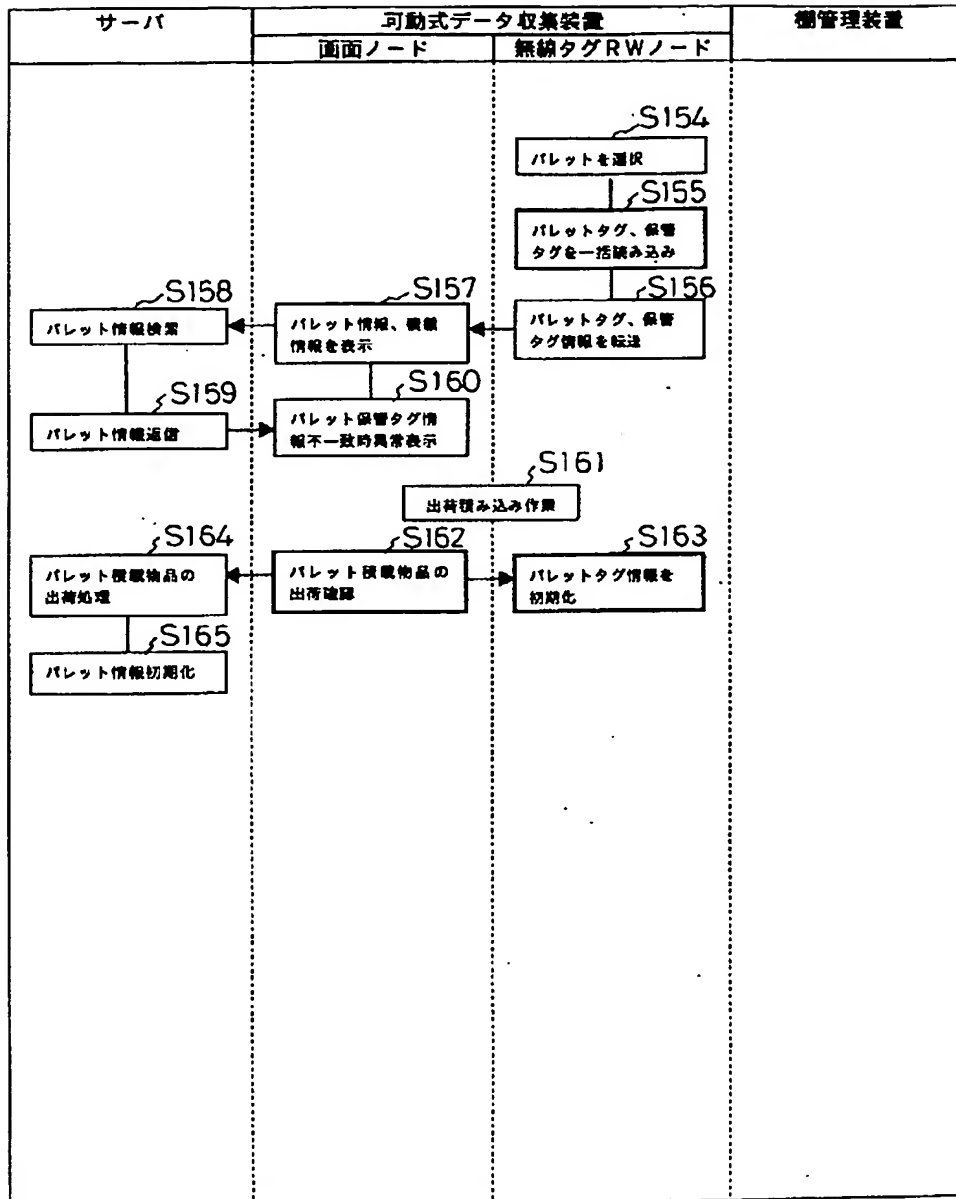 サーバ
可動式データ収集装置
棚管理装置
画面ノード
無線タグRWノード
S154
パレットを選択
S155
パレットタグ、保管
タグを一括読み込み
S158
S157
S156
パレット情報検索
パレット情報、積載
情報を表示
パレットタグ、保管
タグ情報を転送
S159
S160
パレット情報返信
パレット保管タグ情
報不一致時異常表示
S161
出荷積み込み作業
S164
S162
S163
パレット積載物品の
出荷処理
パレット積載物品の
出荷確認
パレットタグ情報を
初期化
S165
パレット情報初期化